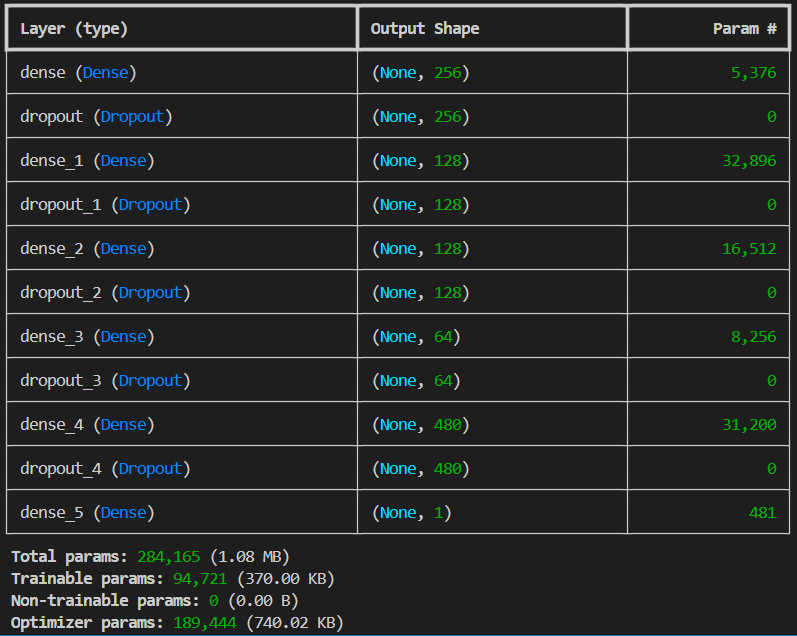 Layer (type) Output Shape Param #
dense (Dense) (None, 256) 5,376
dropout (Dropout) (None, 256) 0
dense_1 (Dense) (None, 128) 32,896
dropout_1 (Dropout) (None, 128) 0
dense_2 (Dense) (None, 128) 16,512
dropout_2 (Dropout) (None, 128) 0
dense_3 (Dense) (None, 64) 8,256
dropout_3 (Dropout) (None, 64) 0
dense_4 (Dense) (None, 480) 31,200
dropout_4 (Dropout) (None, 480) 0
dense_5 (Dense) (None, 1) 481
Total params: 284,165 (1.08 MB)
Trainable params: 94,721 (370.00 KB)
Non-trainable params: 0 (0.00 B)
Optimizer params: 189,444 (740.02 KB)